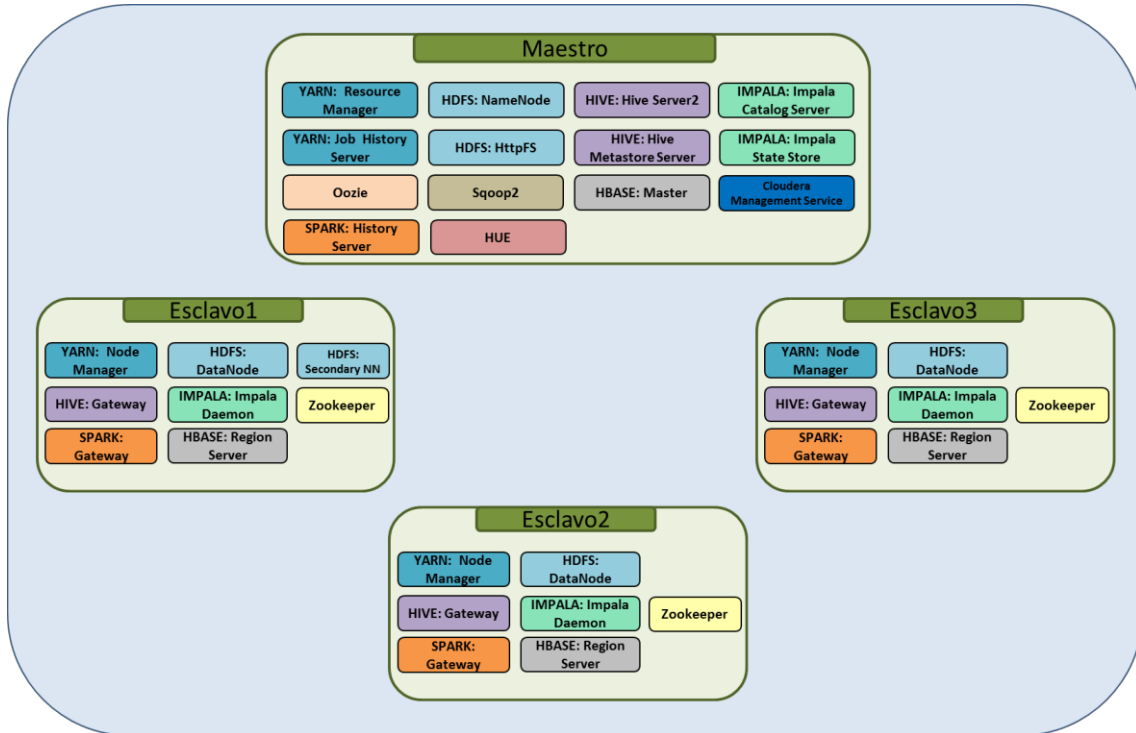 Maestro
YARN: Resource
Manager
HDFS: NameNode
HIVE: Hive Server2
IMPALA: Impala
Catalog Server
YARN: Job History
Server
HDFS: HttpFS
HIVE: Hive
Metastore Server
IMPALA: Impala
State Store
Oozie
Sqoop2
HBASE: Master
Cloudera
Management Service
SPARK: History
Server
HUE
Esclavo1
YARN: Node
Manager
HDFS:
DataNode
HDFS:
Secondary NN
HIVE: Gateway
IMPALA: Impala
Daemon
Zookeeper
SPARK:
Gateway
HBASE: Region
Server
Esclavo3
YARN: Node
Manager
HDFS:
DataNode
HIVE: Gateway
IMPALA: Impala
Daemon
Zookeeper
SPARK:
Gateway
HBASE: Region
Server
Esclavo2
YARN: Node
Manager
HDFS:
DataNode
HIVE: Gateway
IMPALA: Impala
Daemon
Zookeeper
SPARK:
Gateway
HBASE: Region
Server